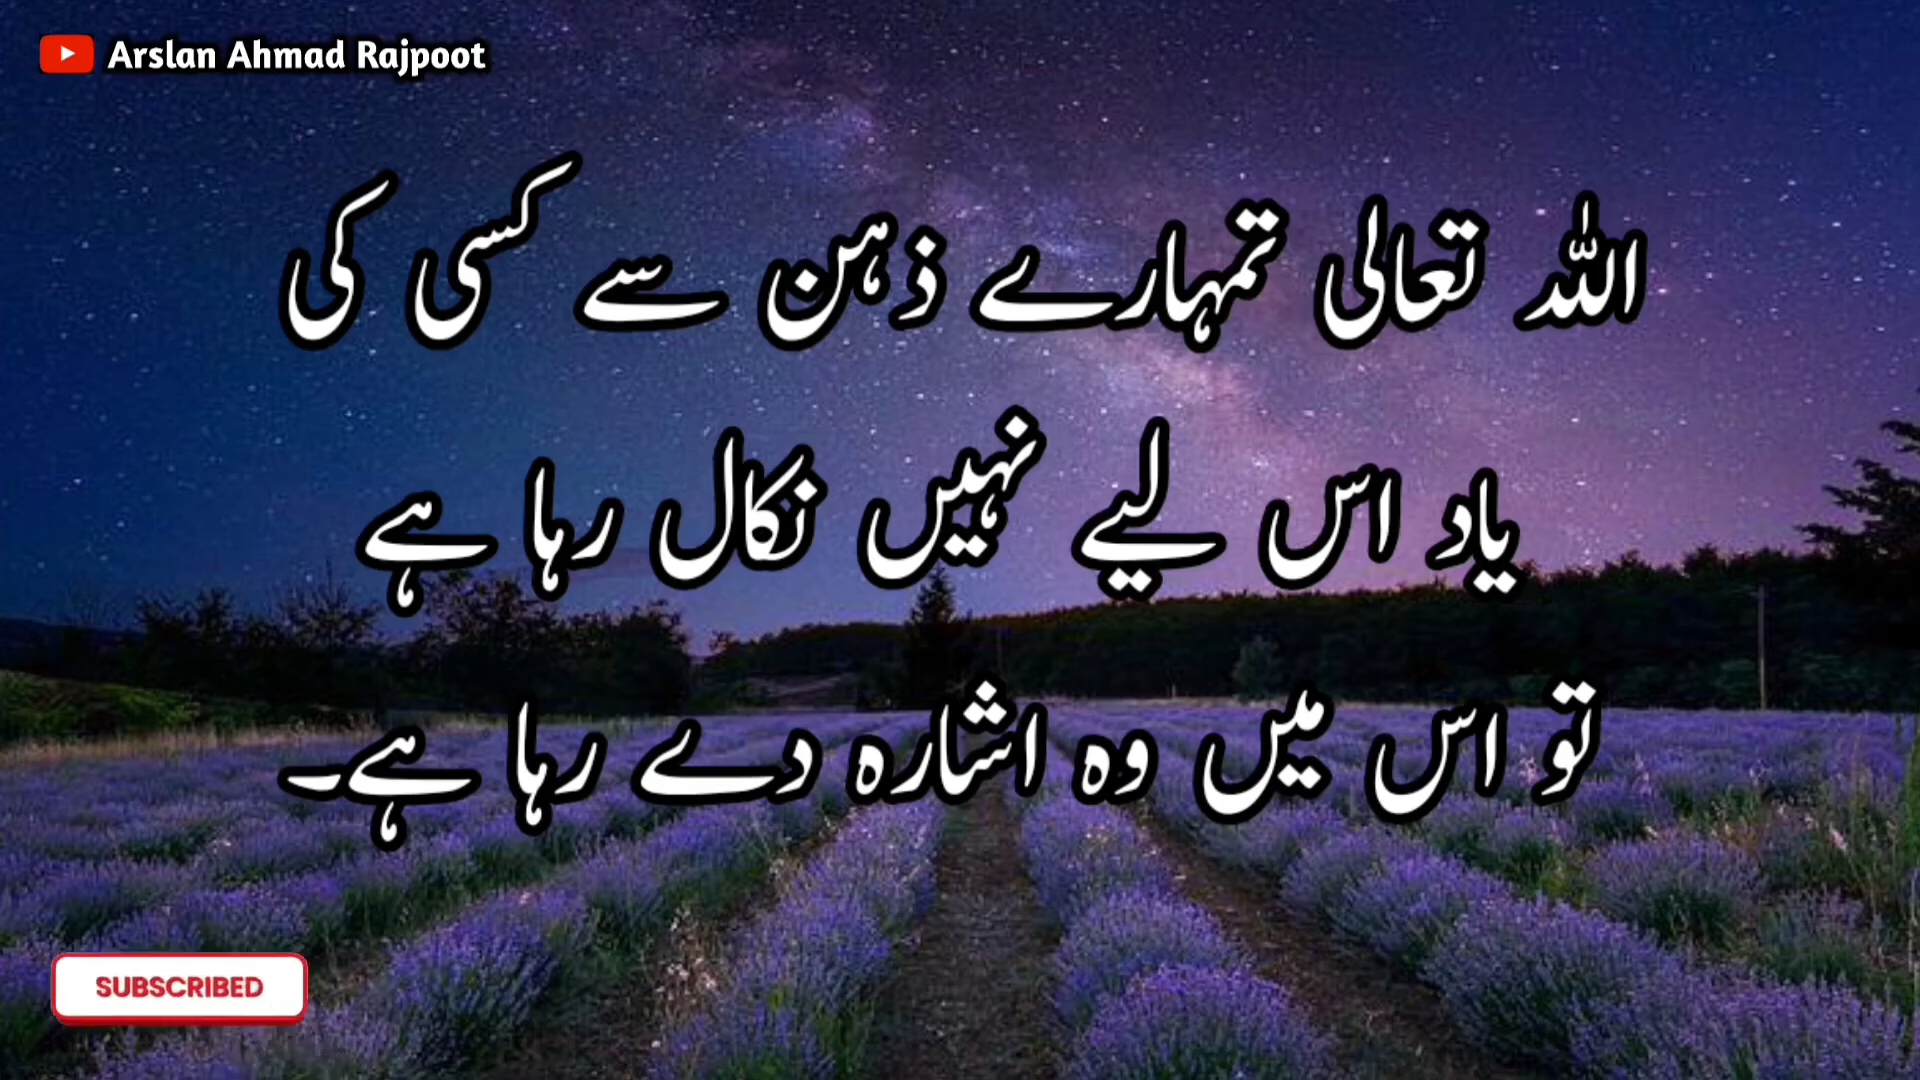 Arslan Ahmad Rajpoot
اللہ تعالی تمہارے ذہن سے کسی کی
یاد اس لیے نہیں نکال رہا ہے
تو اس میں وہ اشارہ دے رہا ہے۔
SUBSCRIBED